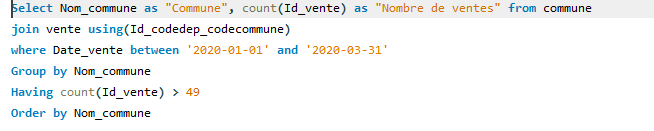 Select Nom_commune as "Commune", count(Id_vente) as "Nombre de ventes" from commune
join vente using(Id_codedep_codecommune)
where Date_vente between '2020-01-01' and '2020-03-31'
Group by Nom_commune
Having count(Id_vente) > 49
Order by Nom_commune